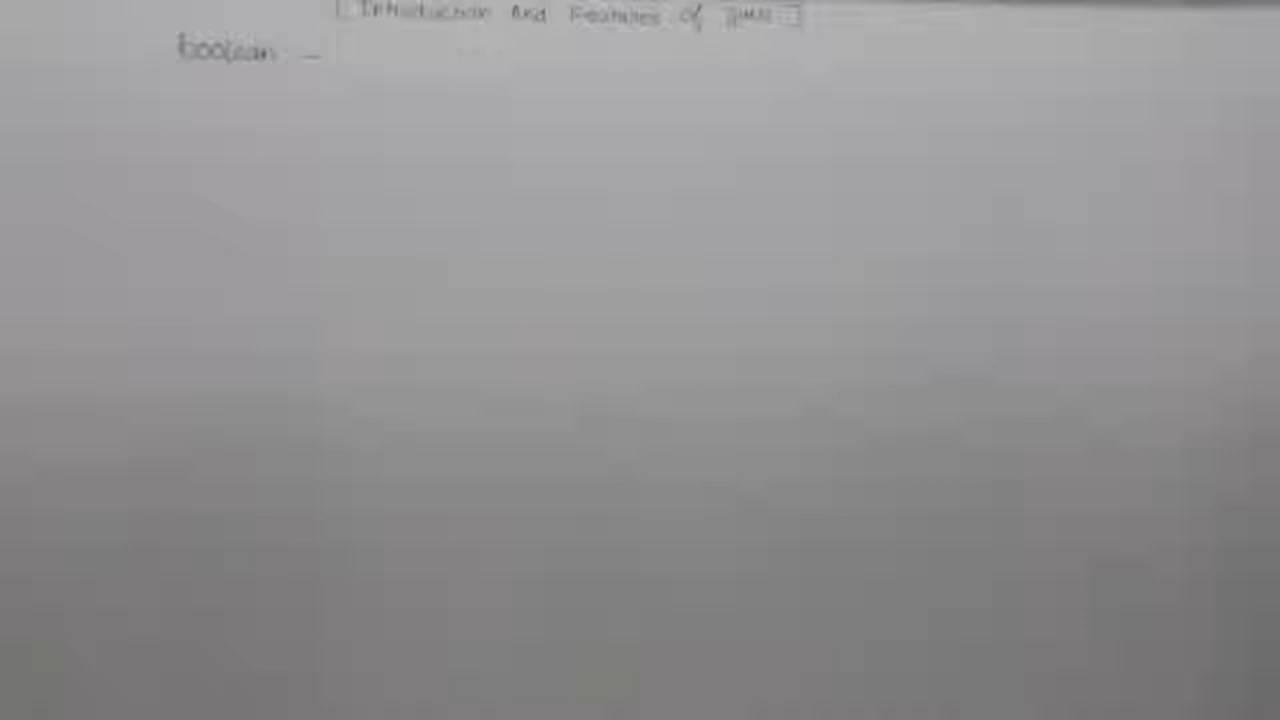 Introduction And Features of
boolean –